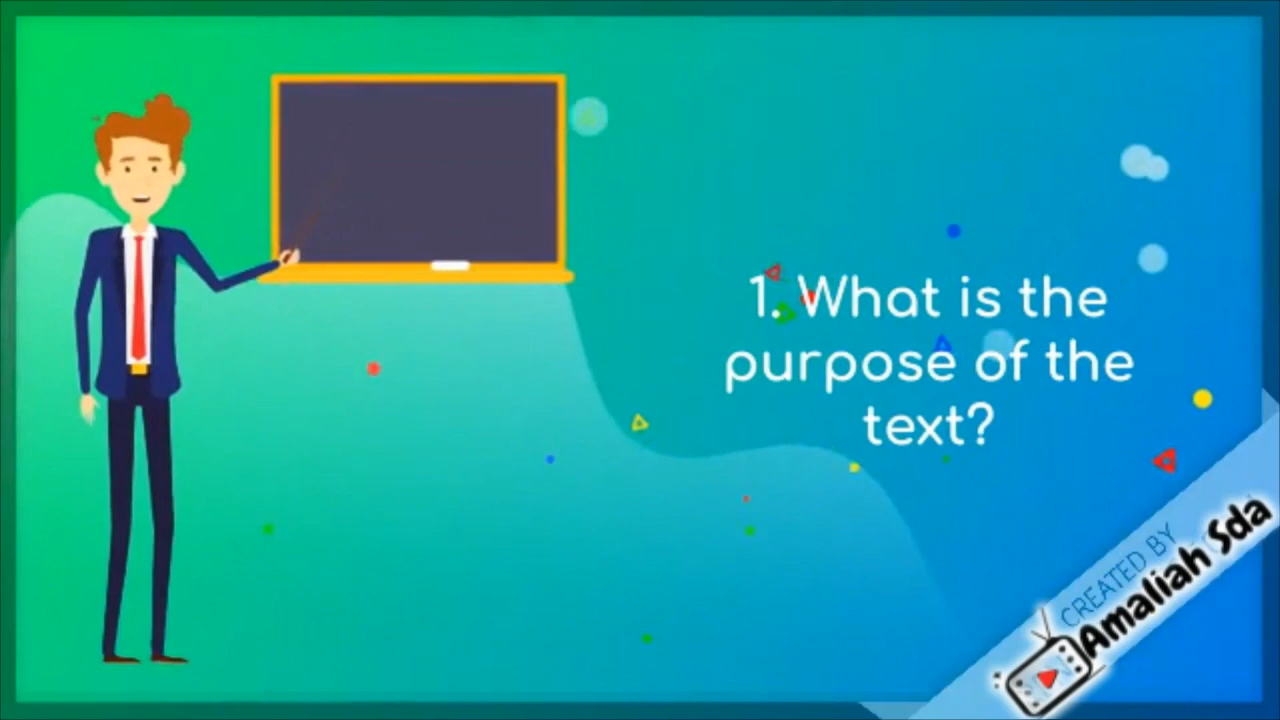 1. What is the
purpose of the
text?
CREATED BY
Amaliah Sda